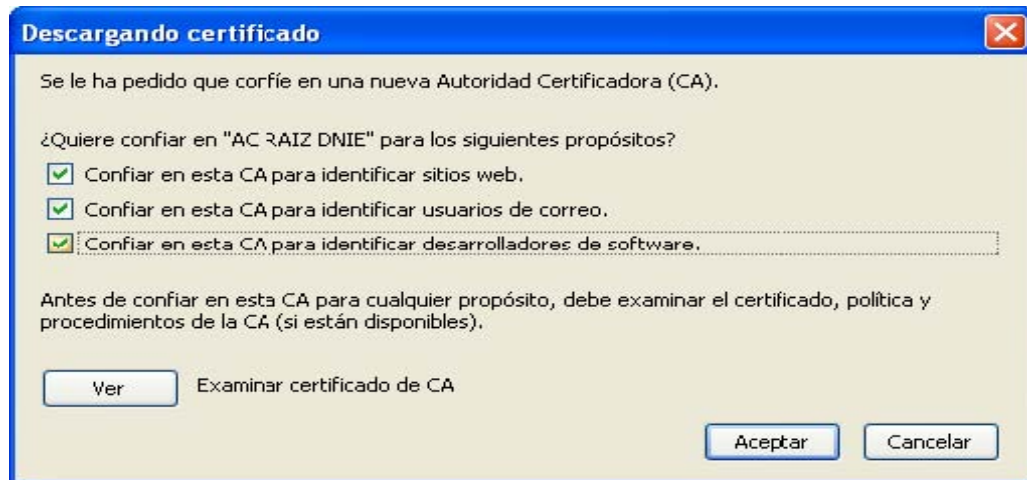 Descargando certificado
Se le ha pedido que confíe en una nueva Autoridad Certificadora (CA).
¿Quiere confiar en "AC RAIZ DNIE" para los siguientes propósitos?
Confiar en esta CA para identificar sitios web.
Confiar en esta CA para identificar usuarios de correo.
Confiar en esta CA para identificar desarrolladores de software.
Antes de confiar en esta CA para cualquier propósito, debe examinar el certificado, política y
procedimientos de la CA (si están disponibles).
Ver Examinar certificado de CA
Aceptar Cancelar